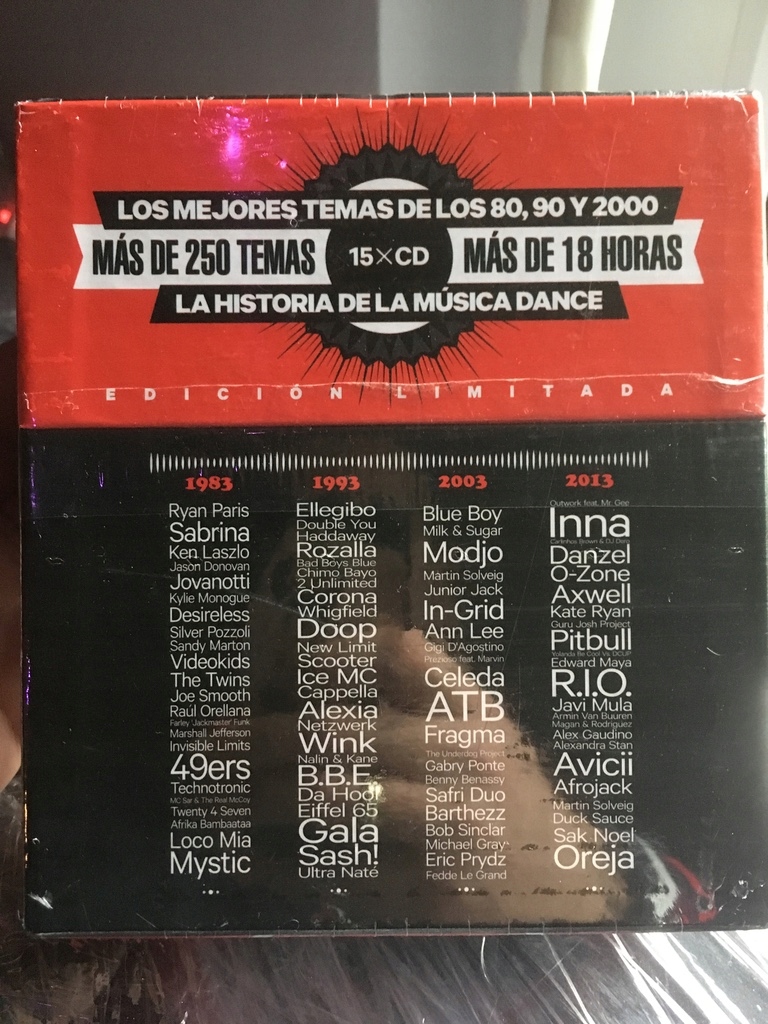 LOS MEJORES TEMAS DE LOS 80, 90 Y 2000
MÁS DE 250 TEMAS 15×CD MÁS DE 18 HORAS
LA HISTORIA DE LA MÚSICA DANCE
EDICIÓN LIMITADA
1983
Ryan Paris
Sabrina
Ken Laszlo
Jason Donovan
Jovanotti
Kylie Monogue
Desireless
Silver Pozzoli
Sandy Marton
Videokids
The Twins
Joe Smooth
Raúl Orellana
Farley 'Jackmaster' Funk
Marshall Jefferson
Invisible Limits
49ers
Technotronic
MC Sar & The Real McCoy
Twenty 4 Seven
Afrika Bambaataa
Loco Mia
Mystic
...
1993
Ellegibo
Double You
Haddaway
Rozalla
Bad Boys Blue
Chimo Bayo
2 Unlimited
Corona
Whigfield
Doop
New Limit
Scooter
Ice MC
Cappella
Alexia
Netzwerk
Wink
Nalin & Kane
B.B.E.
Da Hool
Eiffel 65
Gala
Sash!
Ultra Naté
...
2003
Blue Boy
Milk & Sugar
Modjo
Martin Solveig
Junior Jack
In-Grid
Ann Lee
Gigi D'Agostino
Prezioso feat. Marvin
Celeda
ATB
Fragma
The Underdog Project
Gabry Ponte
Benny Benassy
Safri Duo
Barthezz
Bob Sinclar
Michael Gray
Eric Prydz
Fedde Le Grand
...
2013
Outwork feat. Mr. Gee
Inna
Carlinhos Brown & DJ Dero
Danzel
O-Zone
Axwell
Kate Ryan
Guru Josh Project
Pitbull
Yolanda Be Cool Vs. DCUP
Edward Maya
R.I.O.
Javi Mula
Armin Van Buuren
Magan & Rodriguez
Alex Gaudino
Alexandra Stan
Avicii
Afrojack
Martin Solveig
Duck Sauce
Sak Noel
Oreja
...